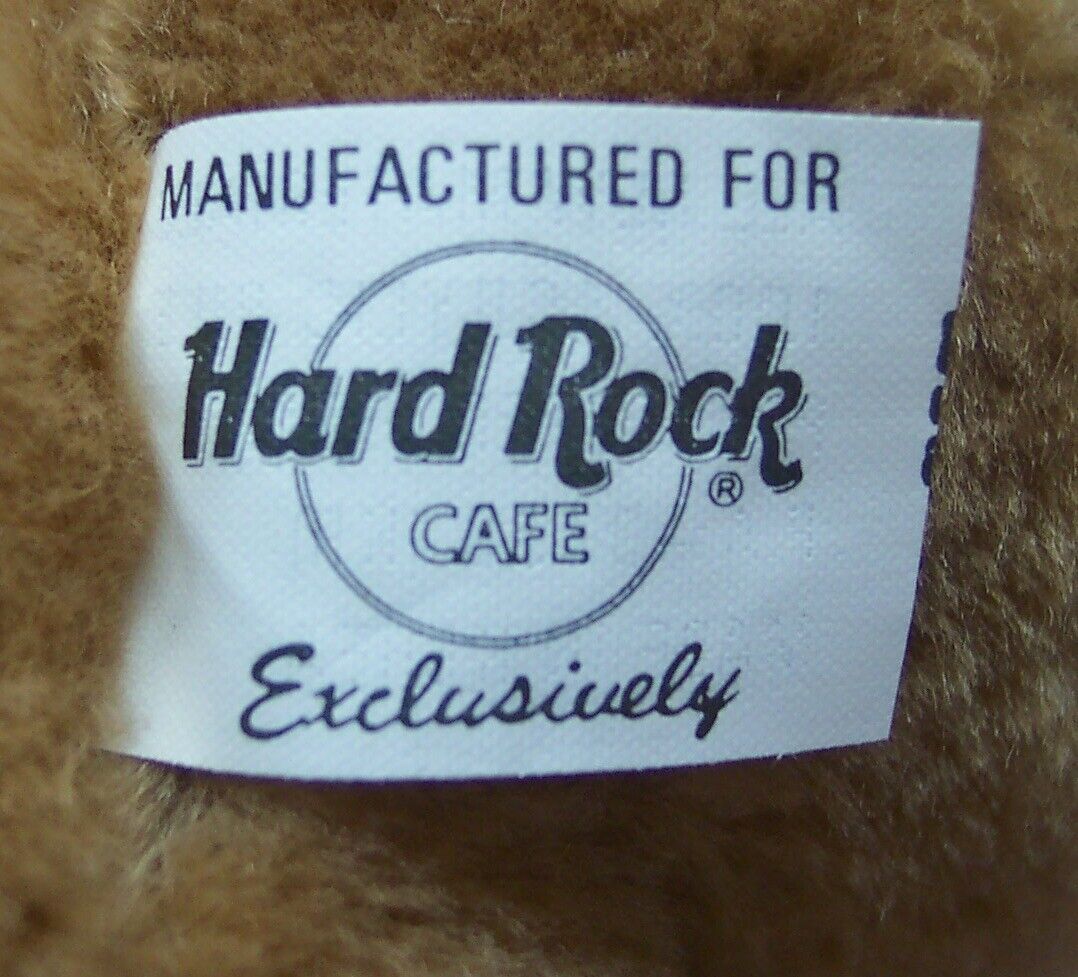 MANUFACTURED FOR
Hard Rock ®
CAFE
Exclusively